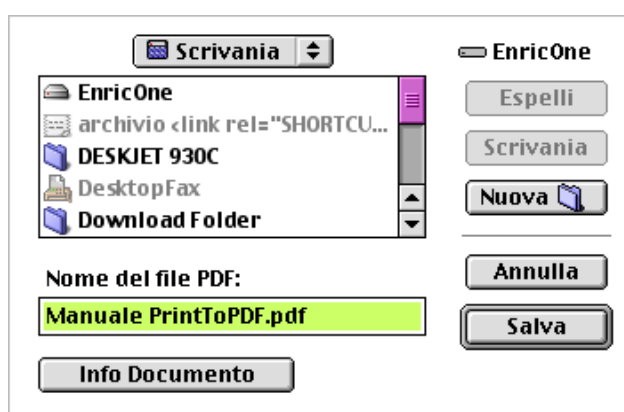 Scrivania
EnricOne
EnricOne
archivio <link rel="SHORTCU...
DESKJET 930C
DesktopFax
Download Folder
Espelli
Scrivania
Nuova
Nome del file PDF:
Manuale PrintToPDF.pdf
Annulla
Salva
Info Documento